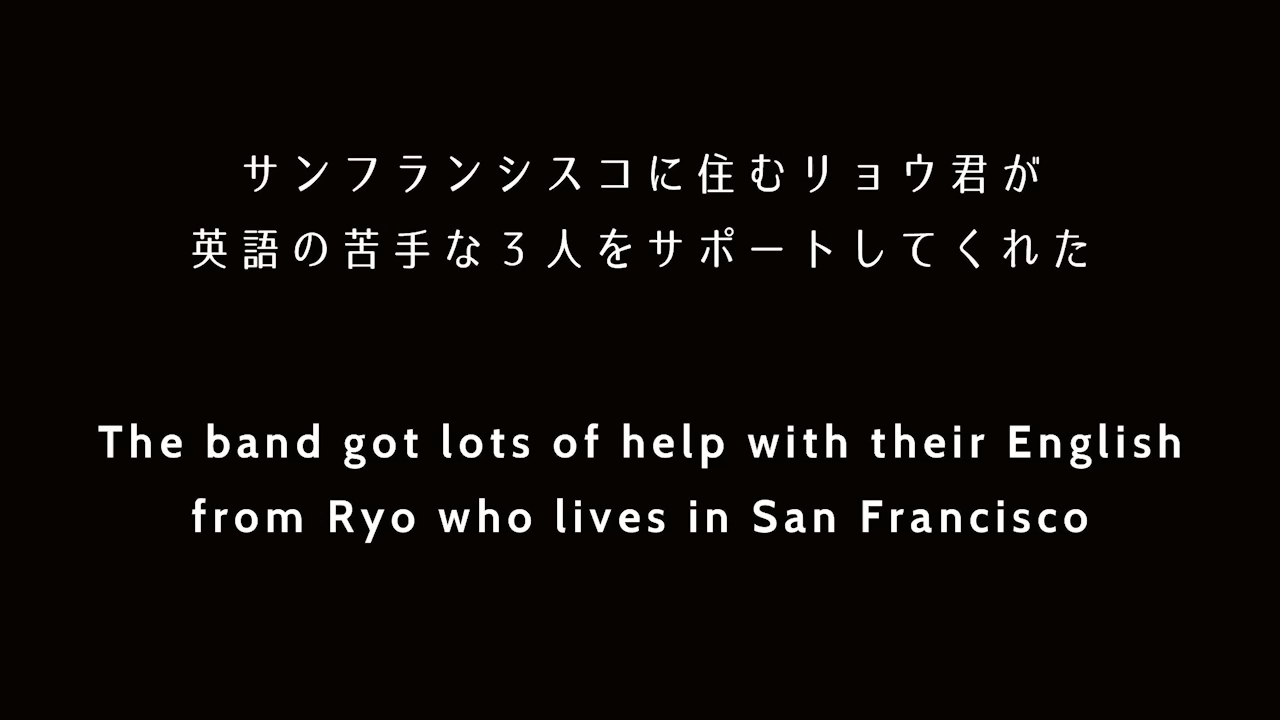 サンフランシスコに住むリョウ君が
英語の苦手な３人をサポートしてくれた
The band got lots of help with their English
from Ryo who lives in San Francisco